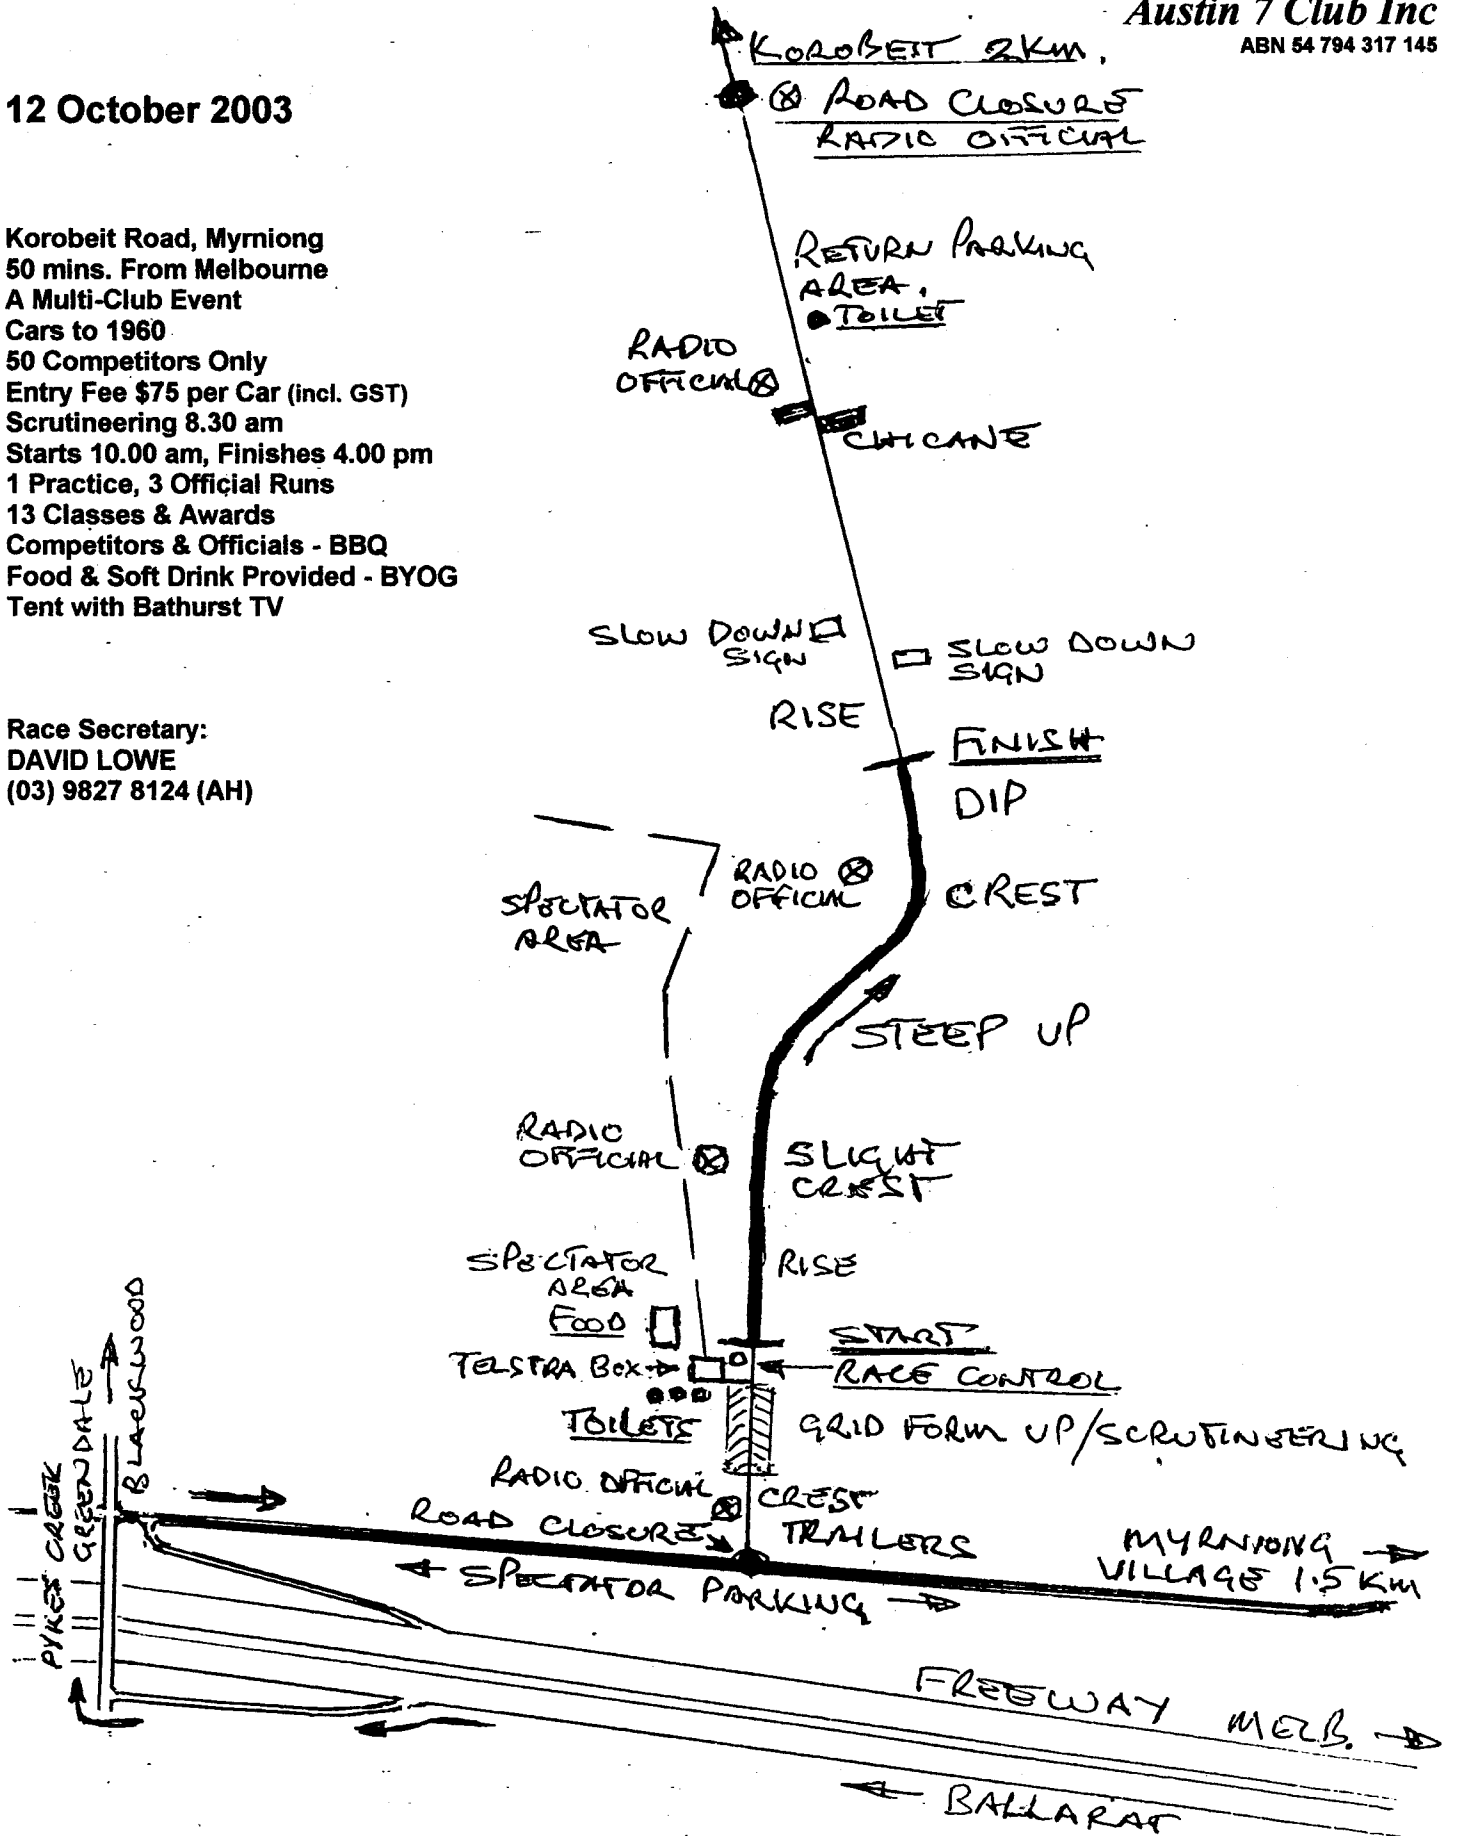 Austin 7 Club Inc
ABN 54 794 317 145
12 October 2003
Korobeit Road, Myrniong
50 mins. From Melbourne
A Multi-Club Event
Cars to 1960
50 Competitors Only
Entry Fee $75 per Car (incl. GST)
Scrutineering 8.30 am
Starts 10.00 am, Finishes 4.00 pm
1 Practice, 3 Official Runs
13 Classes & Awards
Competitors & Officials - BBQ
Food & Soft Drink Provided - BYOG
Tent with Bathurst TV
Race Secretary:
DAVID LOWE
(03) 9827 8124 (AH)
KOROBEIT 2KM.
ROAD CLOSURE
RADIO OFFICIAL
RETURN PARKING
AREA.
TOILET
RADIO
OFFICIAL
CHICANE
SLOW DOWN
SIGN
SLOW DOWN
SIGN
RISE
FINISH
DIP
RADIO
OFFICIAL
CREST
SPECTATOR
AREA
STEEP UP
RADIO
OFFICIAL
SLIGHT
CREST
SPECTATOR
AREA
RISE
FOOD
START
TELSTRA BOX
RACE CONTROL
TOILETS
GRID FORM UP/SCRUTINEERING
RADIO OFFICIAL
CREST
ROAD CLOSURE
TRAILERS
SPECTATOR PARKING
MYRNIONG
VILLAGE 1.5 KM
PYKES CREEK
GREENDALE
BLACKWOOD
FREEWAY
MELB.
BALLARAT